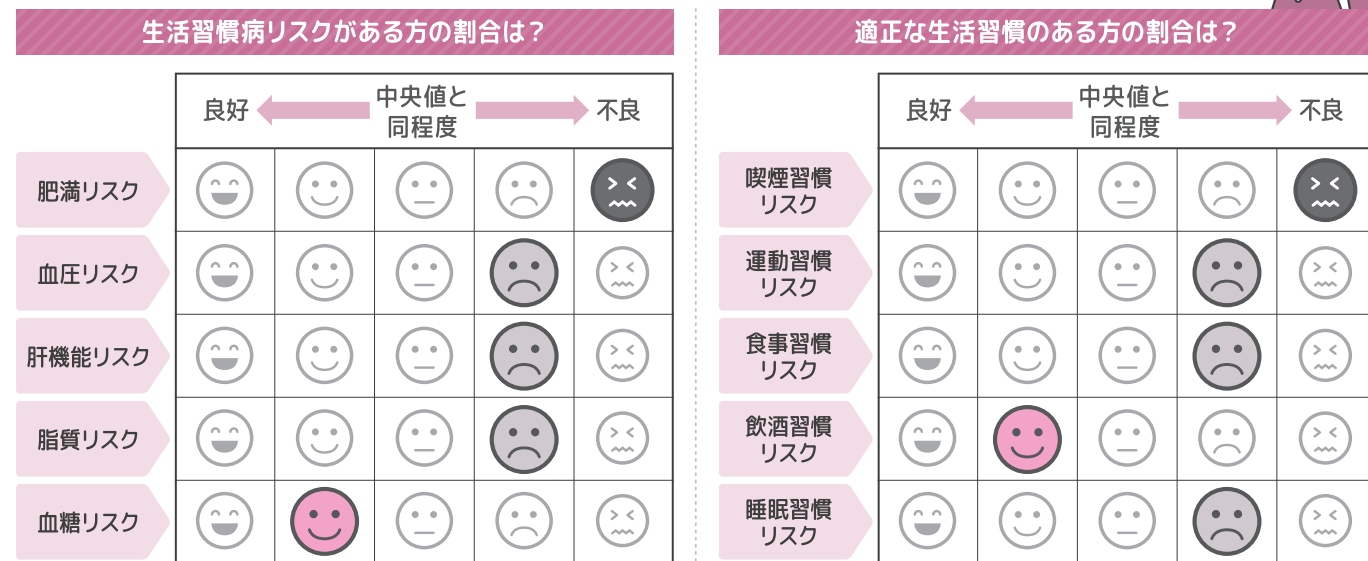 生活習慣病リスクがある方の割合は？
良好
中央値と
同程度
不良
肥満リスク
血圧リスク
肝機能リスク
脂質リスク
血糖リスク
適正な生活習慣のある方の割合は？
良好
中央値と
同程度
不良
喫煙習慣
リスク
運動習慣
リスク
食事習慣
リスク
飲酒習慣
リスク
睡眠習慣
リスク